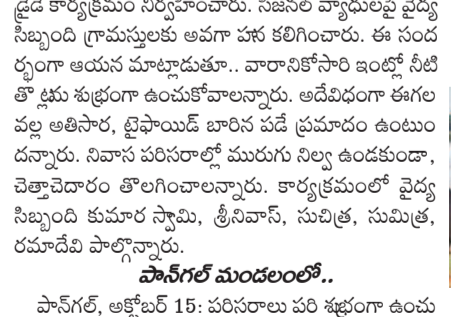 డ్రైడే కార్యక్రమం నిర్వహించారు. సీజనల్ వ్యాధులపై వైద్య
సిబ్బంది గ్రామస్తులకు అవగా హన కలిగించారు. ఈ సంద
ర్భంగా ఆయన మాట్లాడుతూ.. వారానికోసారి ఇంట్లో నీటి
తొ ట్లను శుభ్రంగా ఉంచుకోవాలన్నారు. అదేవిధంగా ఈగల
వల్ల అతిసార, టైఫాయిడ్ బారిన పడే ప్రమాదం ఉంటుం
దన్నారు. నివాస పరిసరాల్లో మురుగు నిల్వ ఉండకుండా,
చెత్తాచెదారం తొలగించాలన్నారు. కార్యక్రమంలో వైద్య
సిబ్బంది కుమార స్వామి, శ్రీనివాస్, సుచిత్ర, సుమిత్ర,
రమాదేవి పాల్గొన్నారు.
పాన్‌గల్ మండలంలో..
పాన్‌గల్, అక్టోబర్ 15: పరిసరాలు పరి శుభ్రంగా ఉంచు